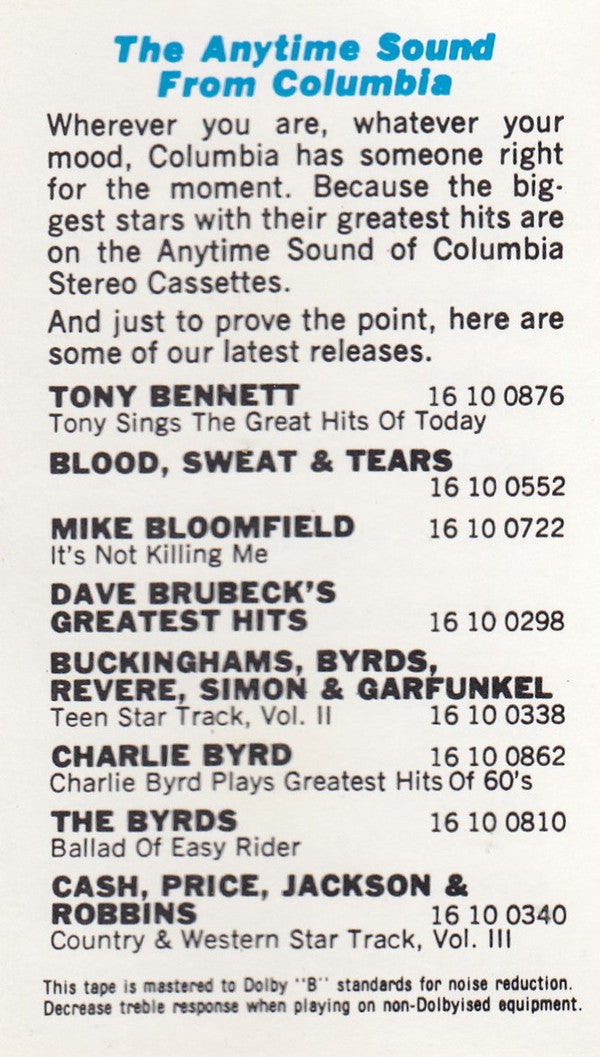 The Anytime Sound
From Columbia
Wherever you are, whatever your
mood, Columbia has someone right
for the moment. Because the big-
gest stars with their greatest hits are
on the Anytime Sound of Columbia
Stereo Cassettes.
And just to prove the point, here are
some of our latest releases.
TONY BENNETT 16 10 0876
Tony Sings The Great Hits Of Today
BLOOD, SWEAT & TEARS
16 10 0552
MIKE BLOOMFIELD 16 10 0722
It's Not Killing Me
DAVE BRUBECK'S
GREATEST HITS 16 10 0298
BUCKINGHAMS, BYRDS,
REVERE, SIMON & GARFUNKEL
Teen Star Track, Vol. II 16 10 0338
CHARLIE BYRD 16 10 0862
Charlie Byrd Plays Greatest Hits Of 60's
THE BYRDS 16 10 0810
Ballad Of Easy Rider
CASH, PRICE, JACKSON &
ROBBINS 16 10 0340
Country & Western Star Track, Vol. III
This tape is mastered to Dolby "B" standards for noise reduction.
Decrease treble response when playing on non-Dolbyised equipment.